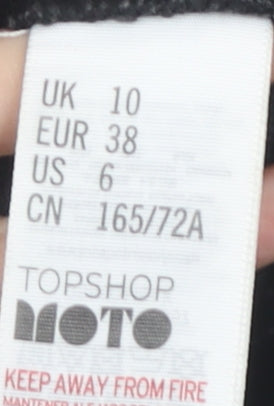 UK 10
EUR 38
US 6
CN 165/72A
TOPSHOP
MOTO
KEEP AWAY FROM FIRE